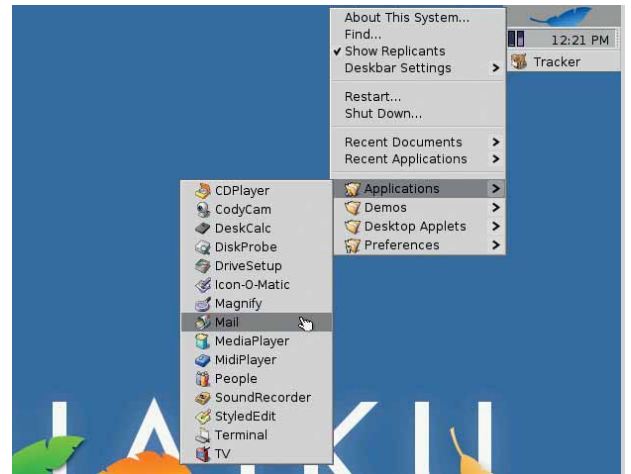 About This System...
Find...
Show Replicants
Deskbar Settings
Restart...
Shut Down...
Recent Documents
Recent Applications
Applications
Demos
Desktop Applets
Preferences
12:21 PM
Tracker
CDPlayer
CodyCam
DeskCalc
DiskProbe
DriveSetup
Icon-O-Matic
Magnify
Mail
MediaPlayer
MidiPlayer
People
SoundRecorder
StyledEdit
Terminal
TV